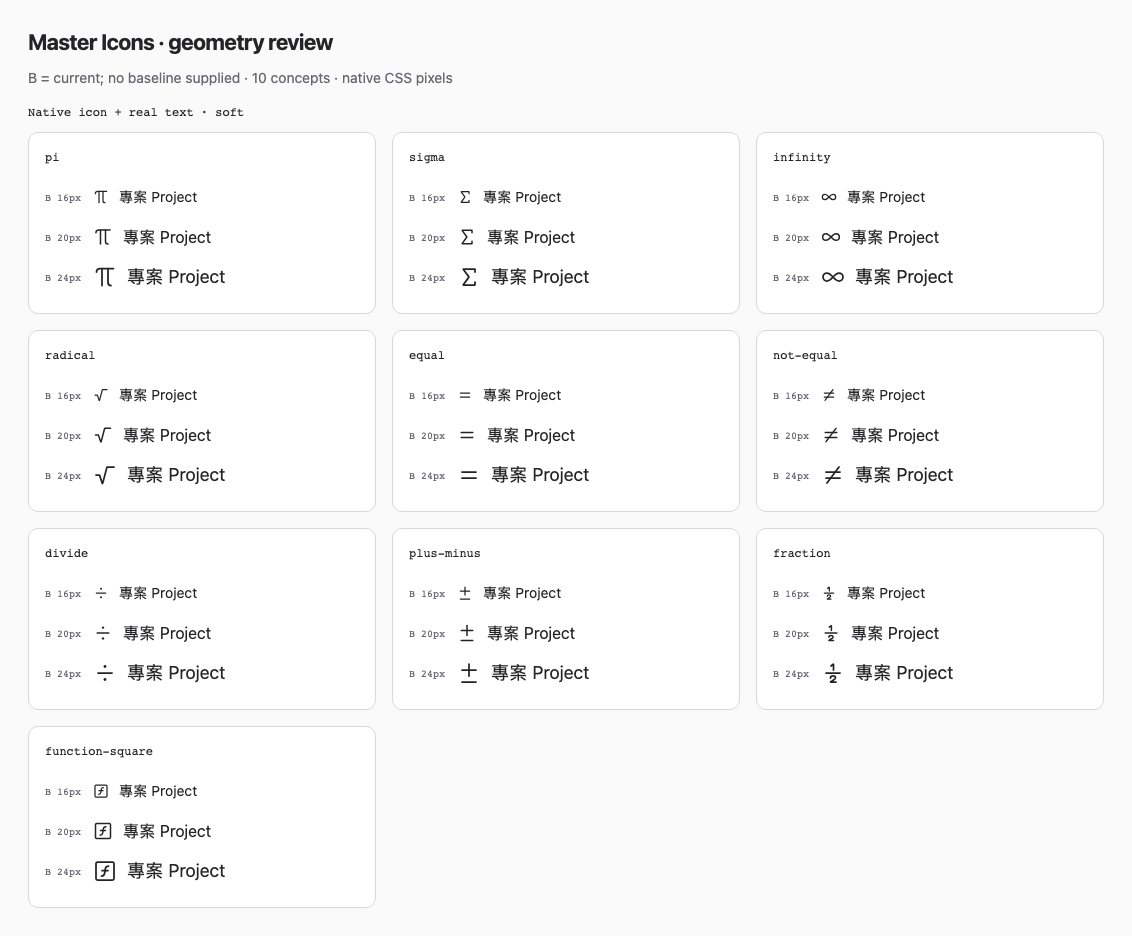 Master Icons · geometry review
B = current; no baseline supplied · 10 concepts · native CSS pixels
Native icon + real text · soft
pi
B 16px π 專案 Project
B 20px π 專案 Project
B 24px π 專案 Project
sigma
B 16px Σ 專案 Project
B 20px Σ 專案 Project
B 24px Σ 專案 Project
infinity
B 16px ∞ 專案 Project
B 20px ∞ 專案 Project
B 24px ∞ 專案 Project
radical
B 16px √ 專案 Project
B 20px √ 專案 Project
B 24px √ 專案 Project
equal
B 16px = 專案 Project
B 20px = 專案 Project
B 24px = 專案 Project
not-equal
B 16px ≠ 專案 Project
B 20px ≠ 專案 Project
B 24px ≠ 專案 Project
divide
B 16px ÷ 專案 Project
B 20px ÷ 專案 Project
B 24px ÷ 專案 Project
plus-minus
B 16px ± 專案 Project
B 20px ± 專案 Project
B 24px ± 專案 Project
fraction
B 16px ½ 專案 Project
B 20px ½ 專案 Project
B 24px ½ 專案 Project
function-square
B 16px ƒ 專案 Project
B 20px ƒ 專案 Project
B 24px ƒ 專案 Project